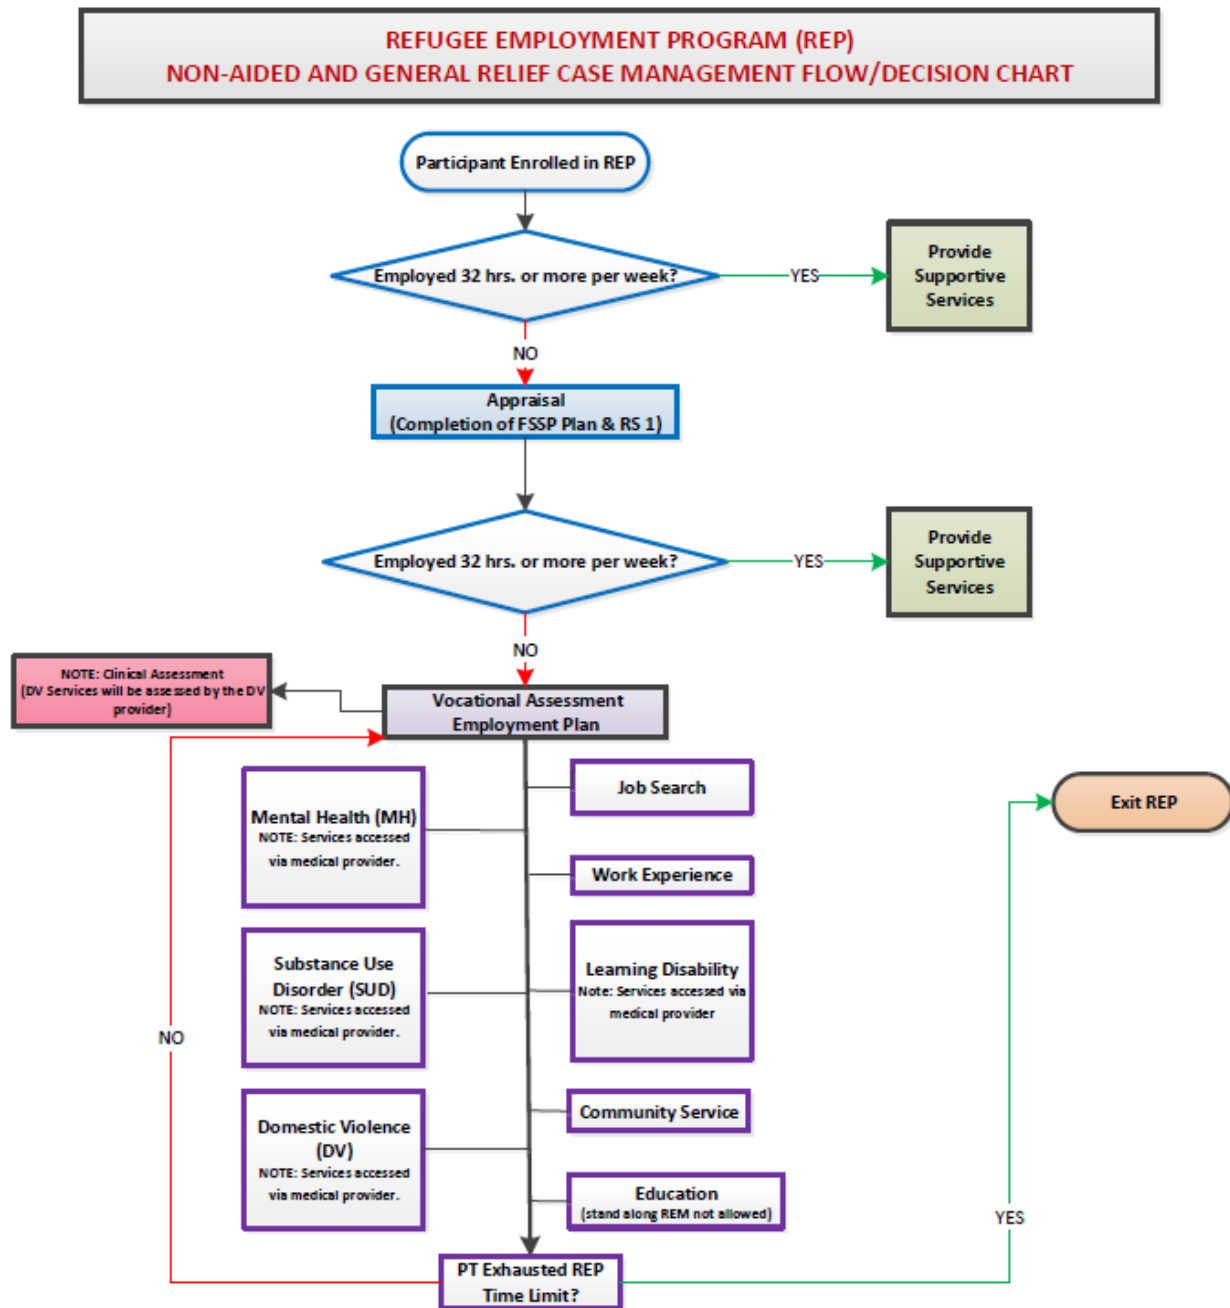 REFUGEE EMPLOYMENT PROGRAM (REP)
NON-AIDED AND GENERAL RELIEF CASE MANAGEMENT FLOW/DECISION CHART
Participant Enrolled in REP
Employed 32 hrs. or more per week?
YES
Provide
Supportive
Services
NO
Appraisal
(Completion of FSSP Plan & RS 1)
Employed 32 hrs. or more per week?
YES
Provide
Supportive
Services
NO
NOTE: Clinical Assessment
(DV Services will be assessed by the DV
provider)
Vocational Assessment
Employment Plan
Job Search
Mental Health (MH)
NOTE: Services accessed
via medical provider.
Exit REP
Work Experience
Substance Use
Disorder (SUD)
NOTE: Services accessed
via medical provider.
Learning Disability
Note: Services accessed via
medical provider
NO
Domestic Violence
(DV)
NOTE: Services accessed
via medical provider.
Community Service
Education
(stand along REM not allowed)
YES
PT Exhausted REP
Time Limit?